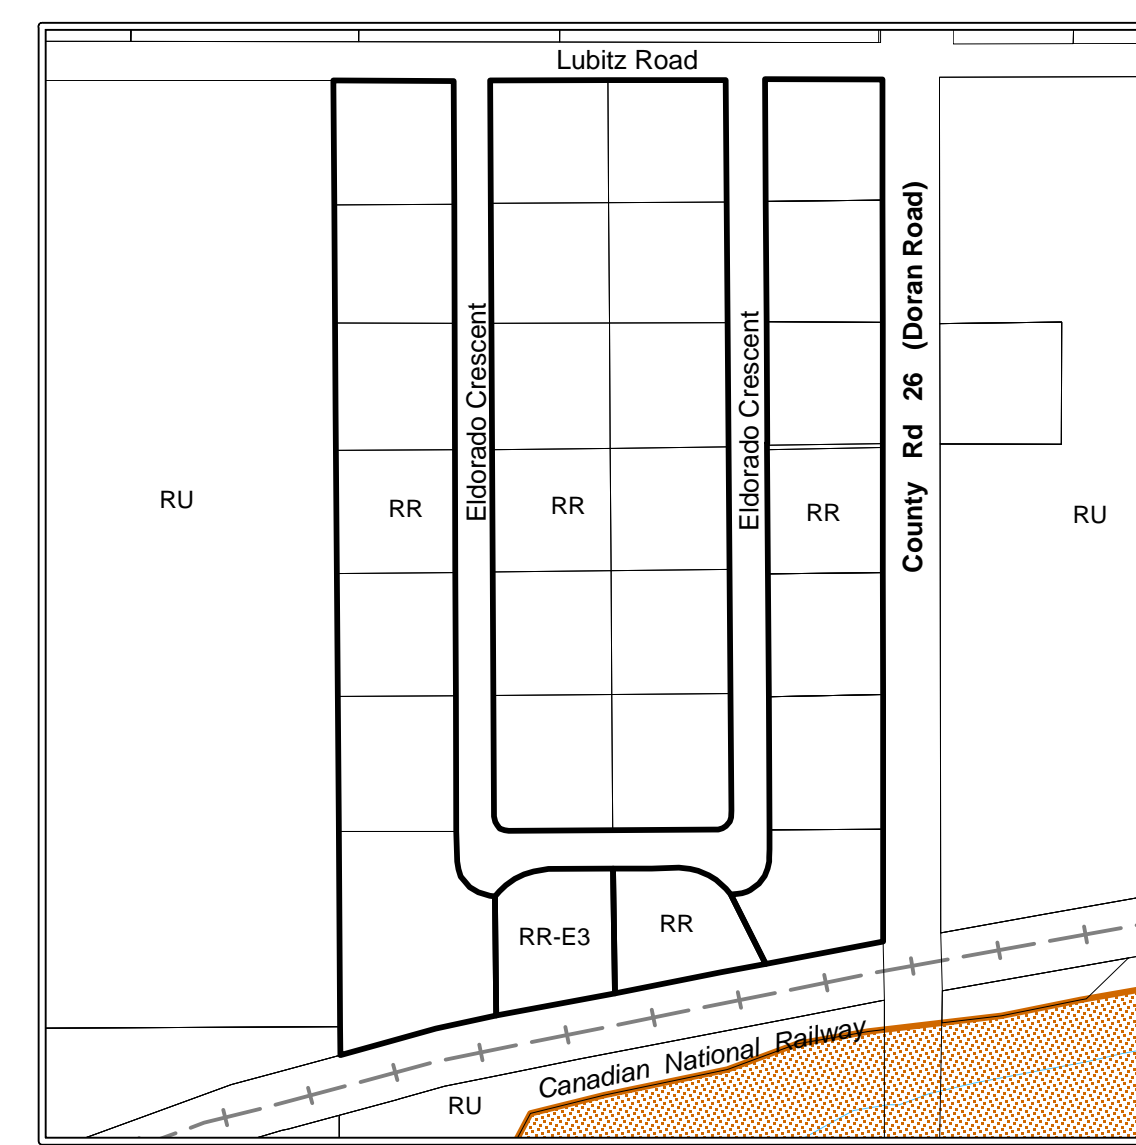 Lubitz Road
County Rd 26 (Doran Road)
Eldorado Crescent
Eldorado Crescent
RU
RR
RR
RR
RU
RR-E3
RR
Canadian National Railway
RU